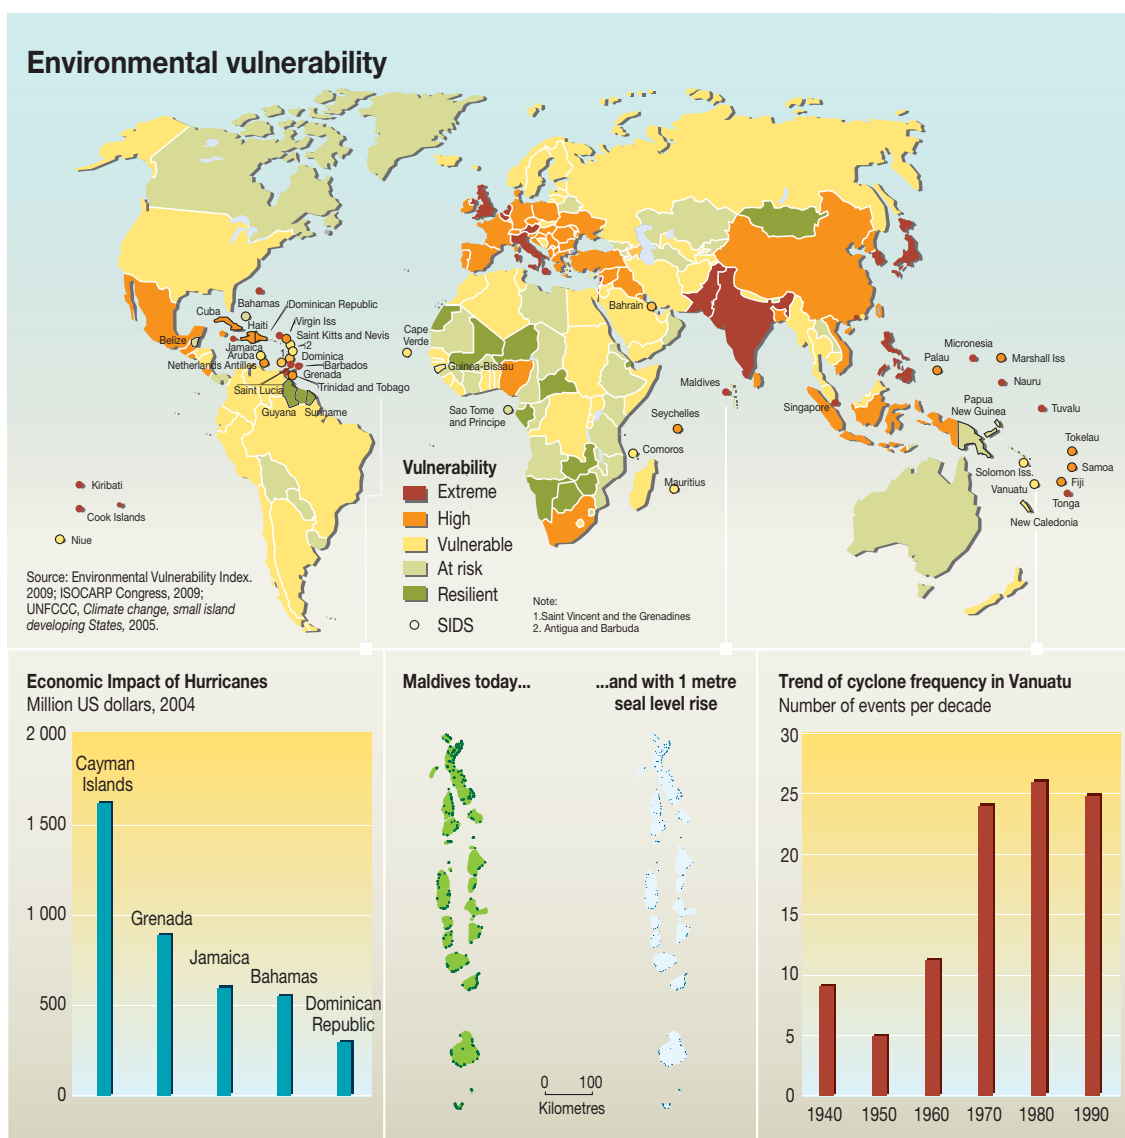 Environmental vulnerability
Bahamas
Dominican Republic
Cuba
Haiti
Virgin Iss
Belize
Jamaica
Saint Kitts and Nevis
2
Aruba
1
Dominica
Netherlands Antilles
Barbados
Grenada
Saint Lucia
Trinidad and Tobago
Guyana
Suriname
Cape
Verde
Guinea-Bissau
Sao Tome
and Principe
Bahrain
Maldives
Seychelles
Comoros
Mauritius
Singapore
Micronesia
Palau
Marshall Iss
Nauru
Papua
New Guinea
Tuvalu
Tokelau
Solomon Iss.
Samoa
Vanuatu
Fiji
Tonga
New Caledonia
Kiribati
Cook Islands
Niue
Vulnerability
Extreme
High
Vulnerable
At risk
Resilient
SIDS
Source: Environmental Vulnerability Index.
2009; ISOCARP Congress, 2009;
UNFCCC, Climate change, small island
developing States, 2005.
Note:
1.Saint Vincent and the Grenadines
2. Antigua and Barbuda
Economic Impact of Hurricanes
Million US dollars, 2004
2 000
1 500
1 000
500
0
Cayman
Islands
Grenada
Jamaica
Bahamas
Dominican
Republic
Maldives today...
...and with 1 metre
seal level rise
0 100
Kilometres
Trend of cyclone frequency in Vanuatu
Number of events per decade
30
25
20
15
10
5
0
1940 1950 1960 1970 1980 1990